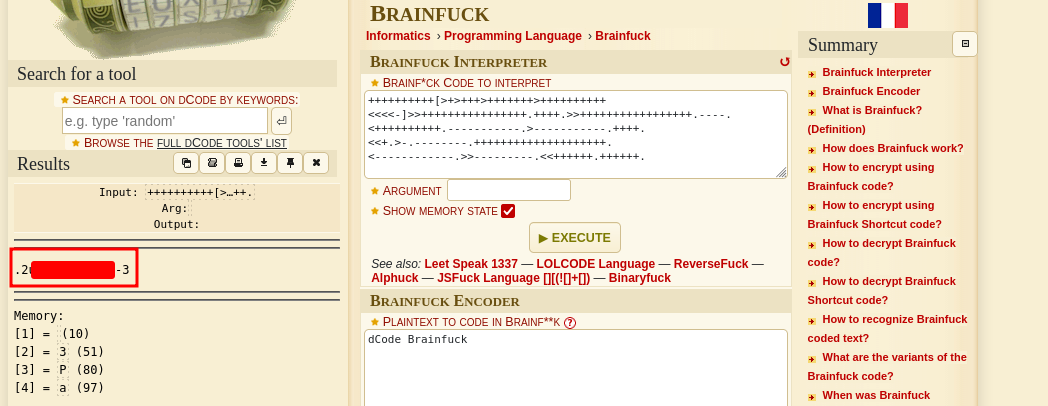 BRAINFUCK
Informatics › Programming Language › Brainfuck
Search for a tool
SEARCH A TOOL ON DCODE BY KEYWORDS:
e.g. type 'random'
BROWSE THE FULL DCODE TOOLS' LIST
Results
Input: ++++++++++[>…++.
Arg:
Output:
-3
Memory:
[1] = (10)
[2] = 3 (51)
[3] = P (80)
[4] = a (97)
BRAINFUCK INTERPRETER
BRAINF*CK CODE TO INTERPRET
++++++++++[>+>+++>+++++++>++++++++++
<<<<-]>>++++++++++++++++.++++.>>+++++++++++++++++.----.
<++++++++++.-----------.>-----------.++++.
<<+.>-.--------.++++++++++++++++++++.
<------------.>>---------.<<++++++.++++++.
ARGUMENT
SHOW MEMORY STATE
▶ EXECUTE
See also: Leet Speak 1337 — LOLCODE Language — ReverseFuck —
Alphuck — JSFuck Language [][(![]+[]) — Binaryfuck
BRAINFUCK ENCODER
PLAINTEXT TO CODE IN BRAINF**K ?
dCode Brainfuck
Summary
Brainfuck Interpreter
Brainfuck Encoder
What is Brainfuck?
(Definition)
How does Brainfuck work?
How to encrypt using
Brainfuck code?
How to encrypt using
Brainfuck Shortcut code?
How to decrypt Brainfuck
code?
How to decrypt Brainfuck
Shortcut code?
How to recognize Brainfuck
coded text?
What are the variants of the
Brainfuck code?
When was Brainfuck